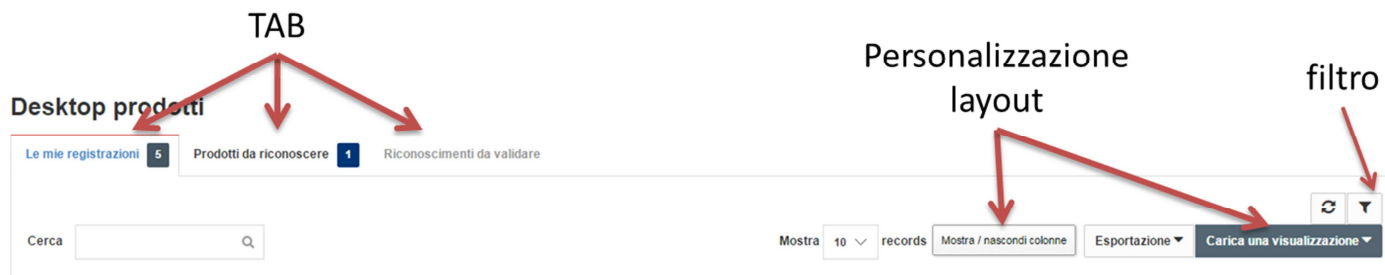 TAB
Personalizzazione
layout
filtro
Desktop prodotti
Le mie registrazioni 5 Prodotti da riconoscere 1 Riconoscimenti da validare
Cerca Mostra 10 records Mostra / nascondi colonne Esportazione Carica una visualizzazione